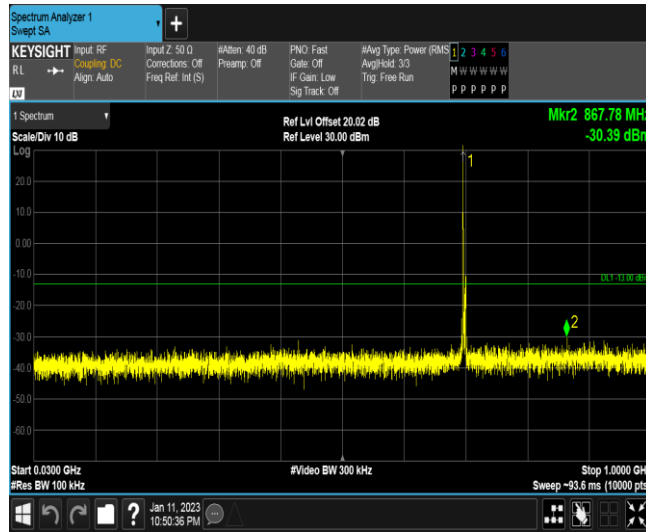 Spectrum Analyzer 1
Swept SA
+
KEYSIGHT
RL
LXI
Input: RF
Coupling: DC
Align: Auto
Input Z: 50 Ω
Corrections: Off
Freq Ref: Int (S)
#Atten: 40 dB
Preamp: Off
PNO: Fast
Gate: Off
IF Gain: Low
Sig Track: Off
#Avg Type: Power (RMS
Avg|Hold: 3/3
Trig: Free Run
1 2 3 4 5 6
M W W W W W
P P P P P P
1 Spectrum
Scale/Div 10 dB
Ref Lvl Offset 20.02 dB
Ref Level 30.00 dBm
Mkr2 867.78 MHz
-30.39 dBm
Log
1
20.0
10.0
0.00
-10.0
DL1 -13.00 dBm
-20.0
-30.0
2
-40.0
-50.0
-60.0
Start 0.0300 GHz
#Res BW 100 kHz
#Video BW 300 kHz
Stop 1.0000 GHz
Sweep ~93.6 ms (10000 pts)
?
Jan 11, 2023
10:50:36 PM